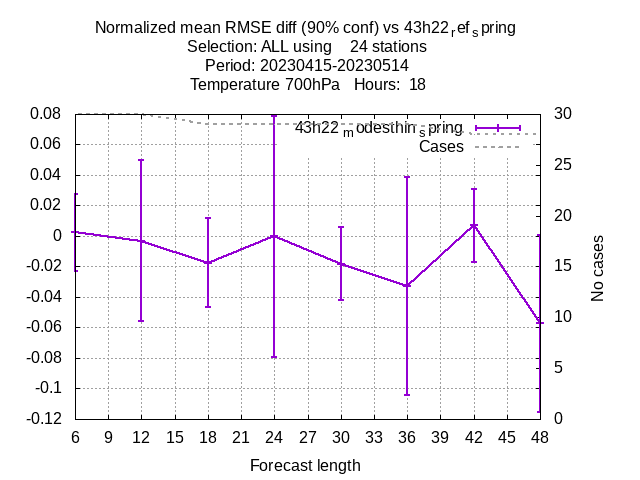 Normalized mean RMSE diff (90% conf) vs 43h22refspring
Selection: ALL using 24 stations
Period: 20230415-20230514
Temperature 700hPa Hours: 18
43h22modesthinspring
Cases
0.08
0.06
0.04
0.02
0
-0.02
-0.04
-0.06
-0.08
-0.1
-0.12
30
25
20
15
10
5
0
No cases
6 9 12 15 18 21 24 27 30 33 36 39 42 45 48
Forecast length